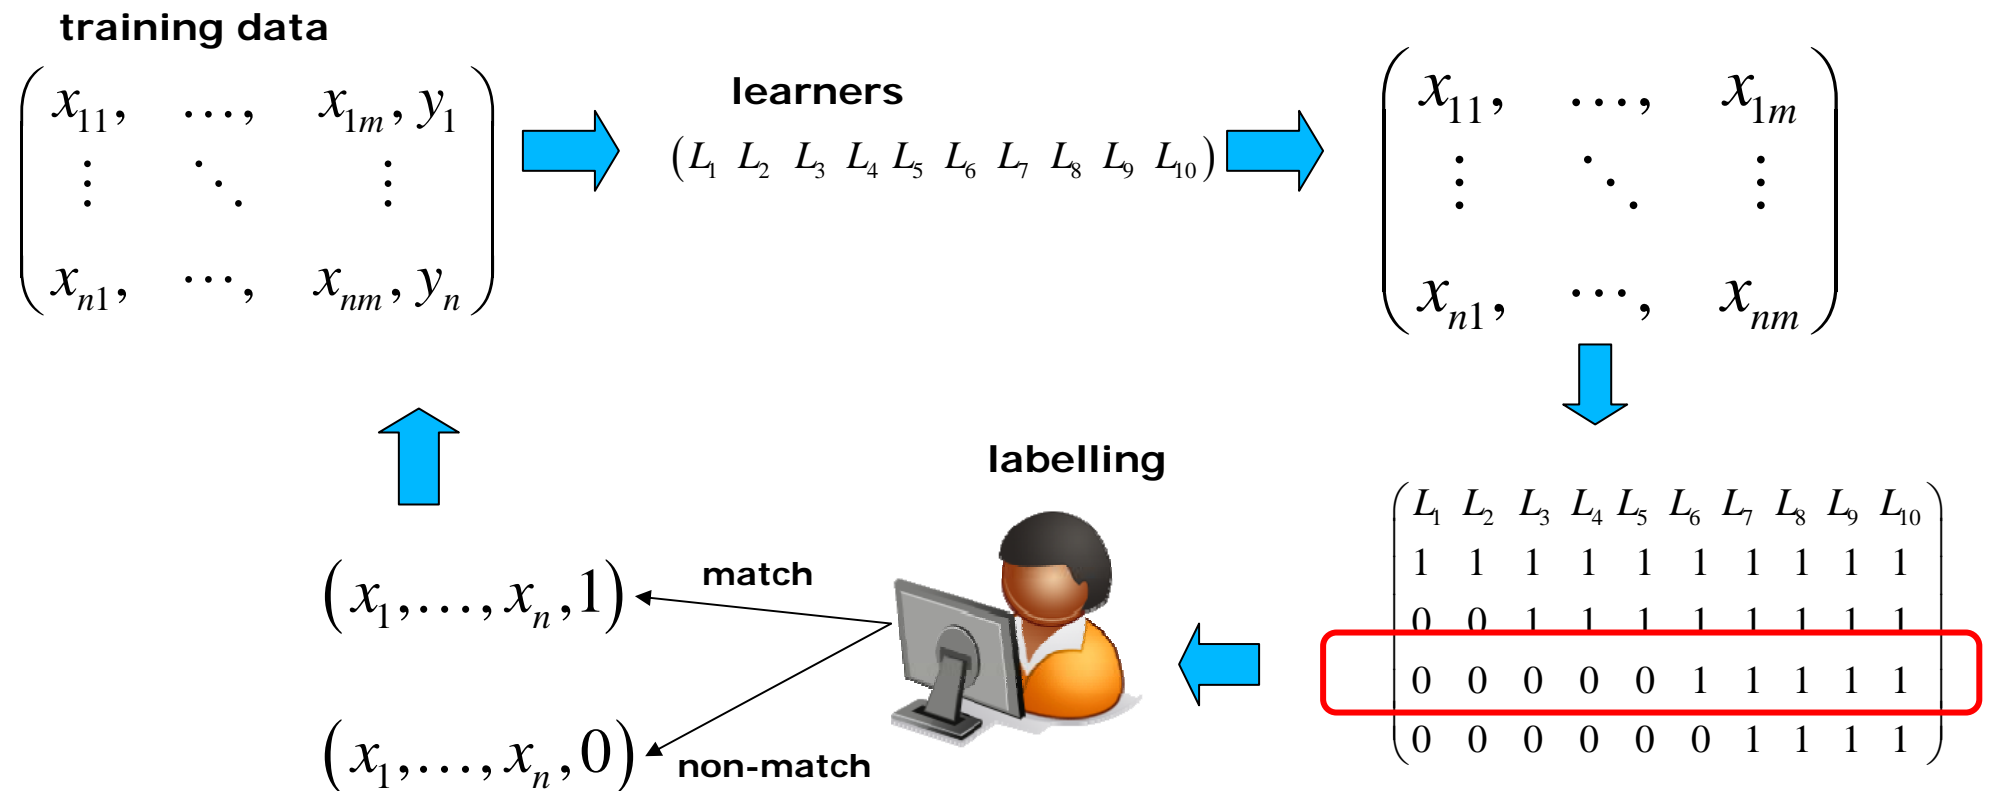 training data
x11, ..., x1m, y1
⋮ ⋱ ⋮
xn1, ..., xnm, yn
learners
(L1 L2 L3 L4 L5 L6 L7 L8 L9 L10)
x11, ..., x1m
⋮ ⋱ ⋮
xn1, ..., xnm
labelling
L1 L2 L3 L4 L5 L6 L7 L8 L9 L10
1 1 1 1 1 1 1 1 1 1
0 0 1 1 1 1 1 1 1 1
0 0 0 0 0 1 1 1 1 1
0 0 0 0 0 0 1 1 1 1
match
(x1,...,xn,1)
non-match
(x1,...,xn,0)